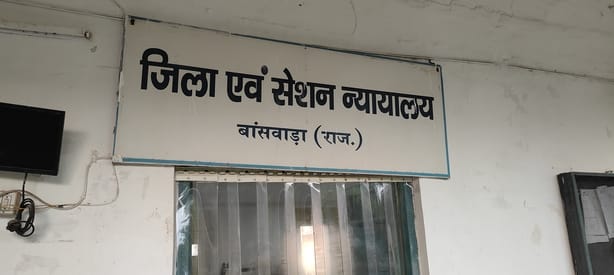 जिला एवं सेशन न्यायालय
बांसवाड़ा (राज.)